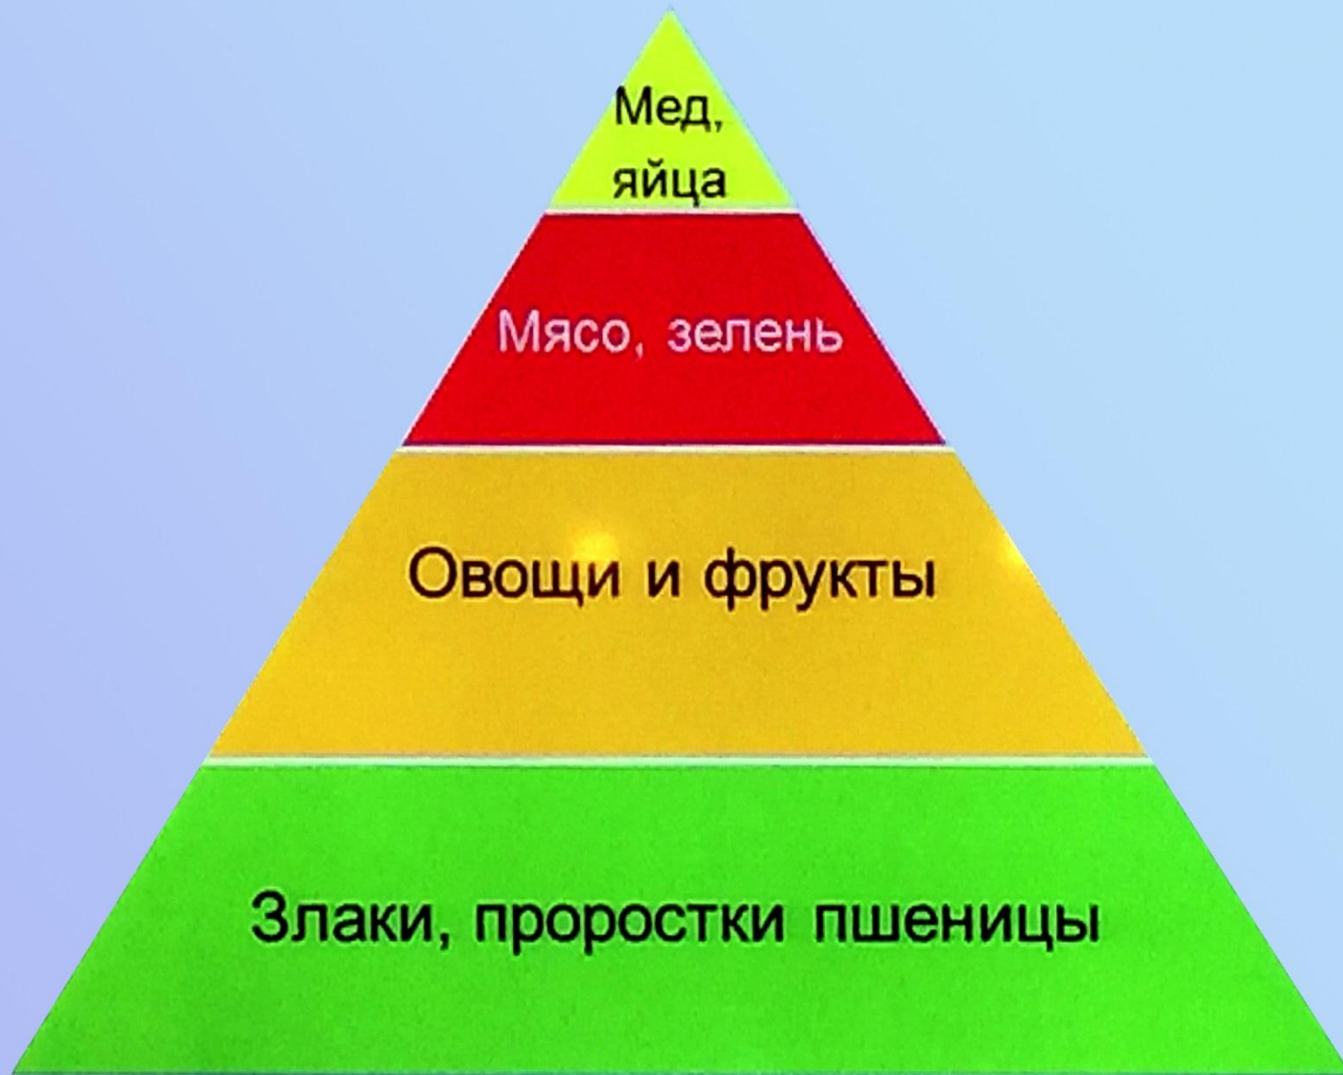 Мед,
яйца
Мясо, зелень
Овощи и фрукты
Злаки, проростки пшеницы